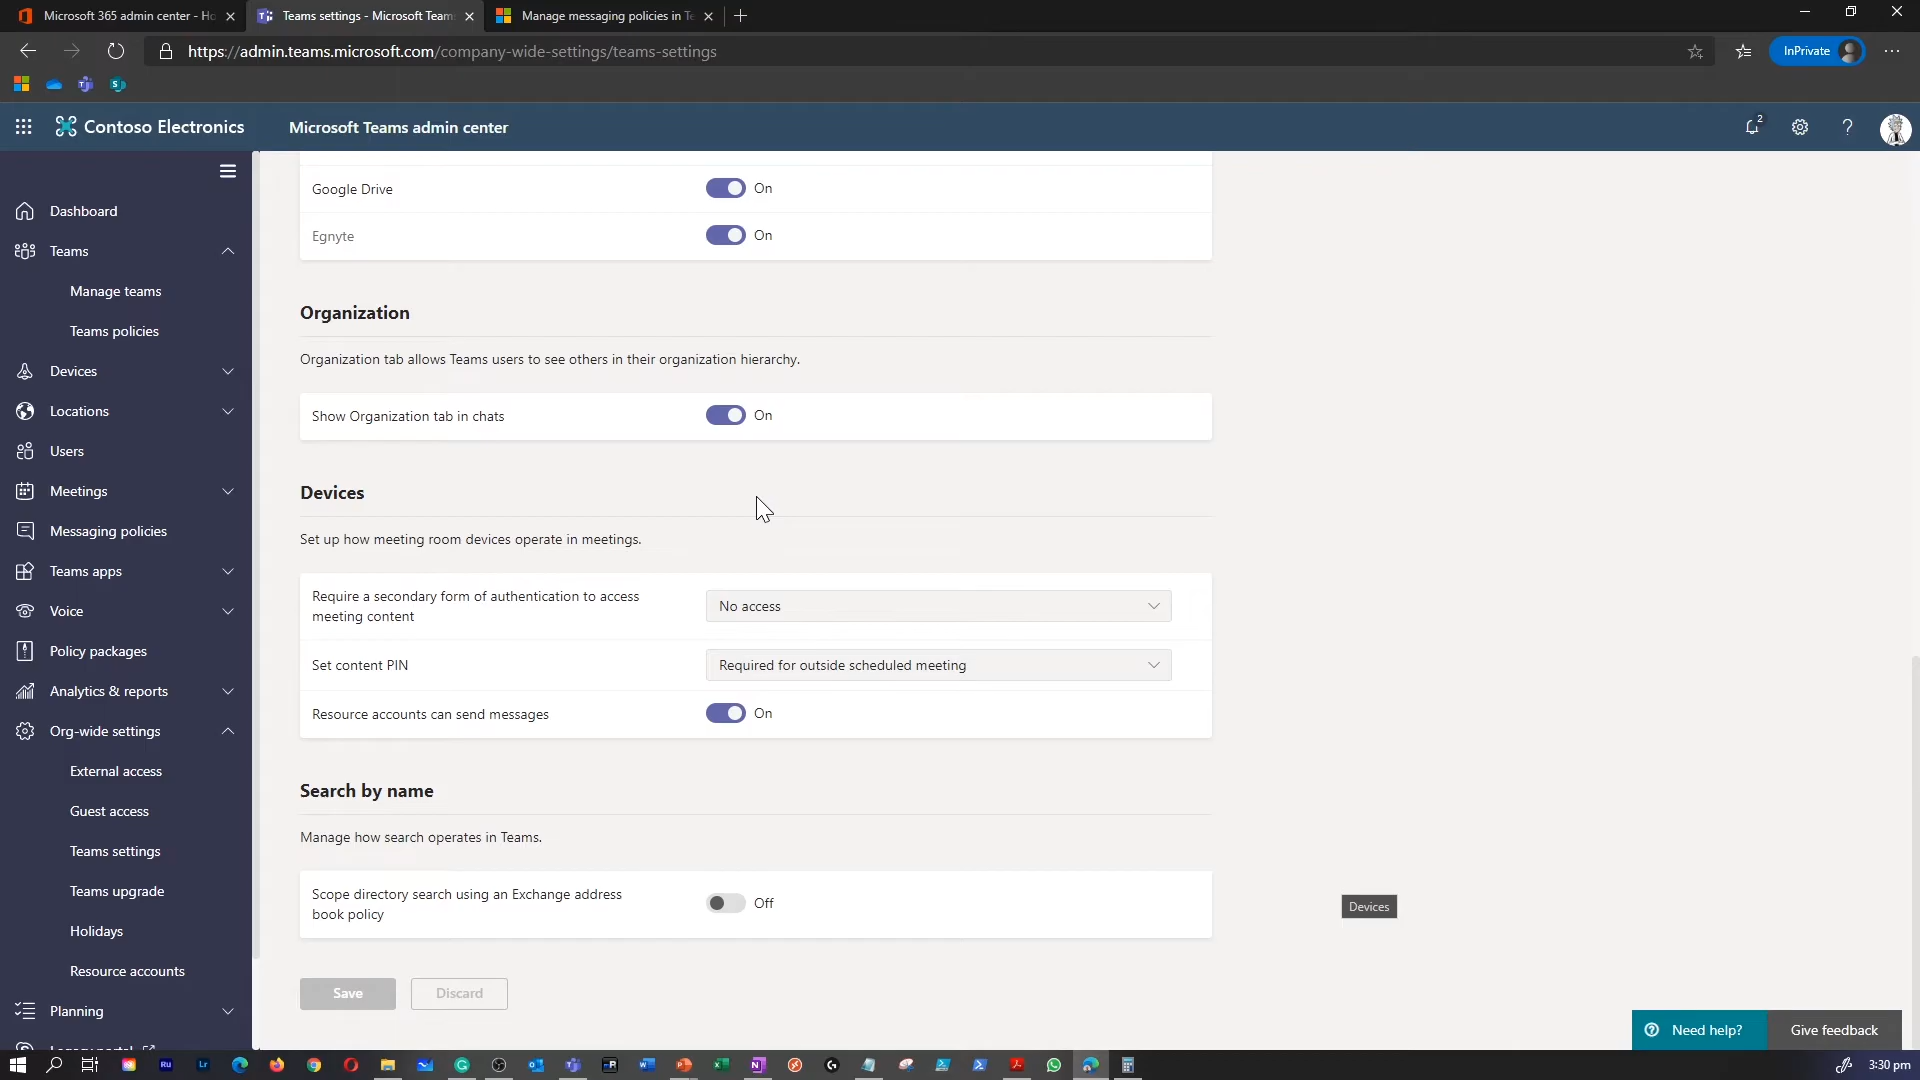 Microsoft 365 admin center - Ho
Teams settings - Microsoft Team
Manage messaging policies in Te
https://admin.teams.microsoft.com/company-wide-settings/teams-settings
InPrivate
Contoso Electronics
Microsoft Teams admin center
2
Dashboard
Teams
Manage teams
Teams policies
Devices
Locations
Users
Meetings
Messaging policies
Teams apps
Voice
Policy packages
Analytics & reports
Org-wide settings
External access
Guest access
Teams settings
Teams upgrade
Holidays
Resource accounts
Planning
Google Drive
On
Egnyte
On
Organization
Organization tab allows Teams users to see others in their organization hierarchy.
Show Organization tab in chats
On
Devices
Set up how meeting room devices operate in meetings.
Require a secondary form of authentication to access
meeting content
No access
Set content PIN
Required for outside scheduled meeting
Resource accounts can send messages
On
Search by name
Manage how search operates in Teams.
Scope directory search using an Exchange address
book policy
Off
Devices
Save
Discard
Need help?
Give feedback
3:30 pm